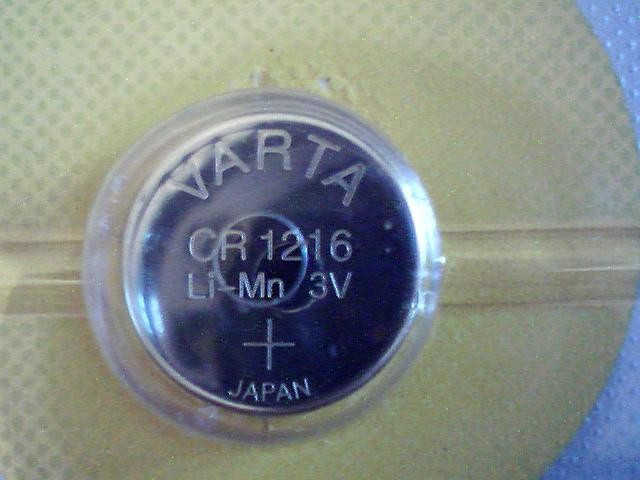 VARTA
CR 1216
Li-Mn 3V
+
JAPAN